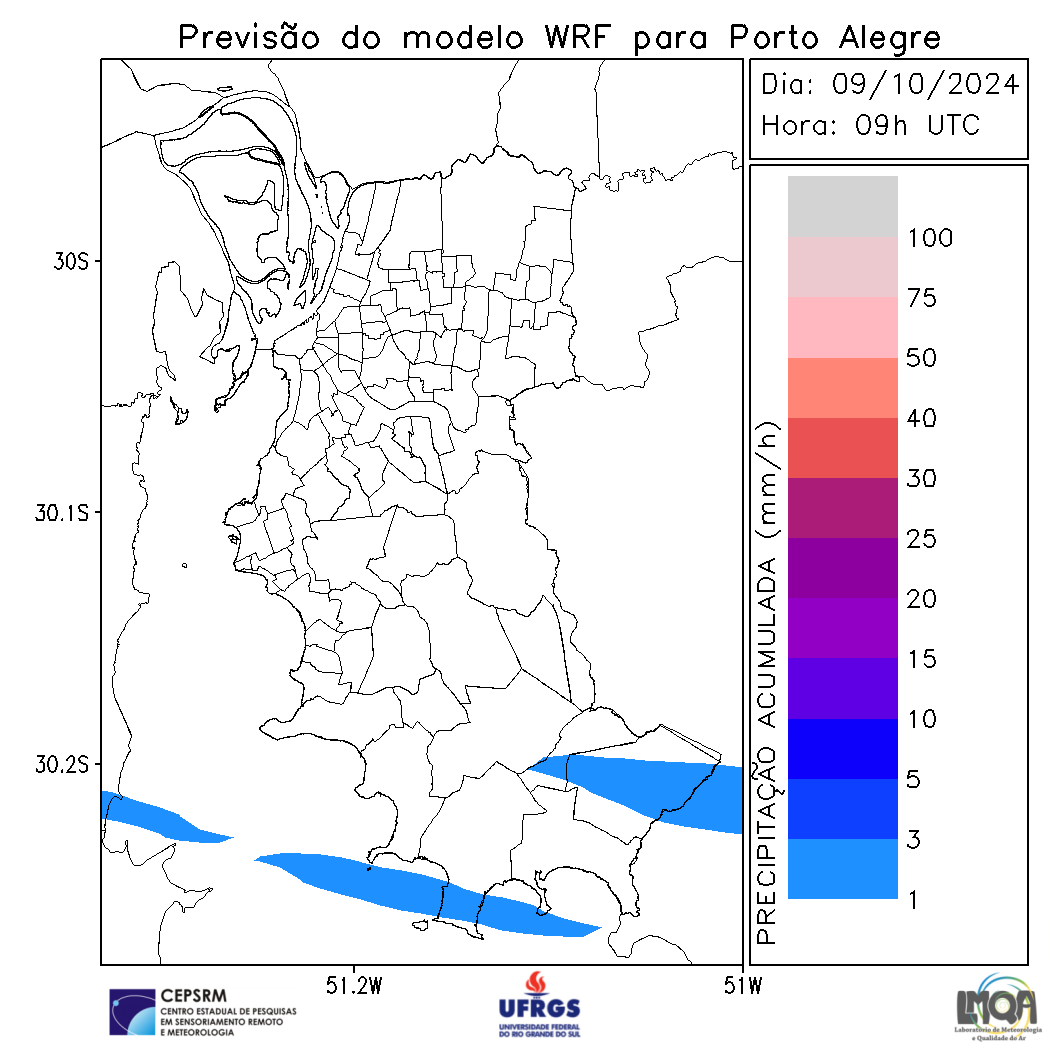 Previsão do modelo WRF para Porto Alegre
Dia: 09/10/2024
Hora: 09h UTC
30S
30.1S
30.2S
51.2W
51W
PRECIPITAÇÃO ACUMULADA (mm/h)
100
75
50
40
30
25
20
15
10
5
3
1
CEPSRM
CENTRO ESTADUAL DE PESQUISAS
EM SENSORIAMENTO REMOTO
E METEOROLOGIA
UFRGS
UNIVERSIDADE FEDERAL
DO RIO GRANDE DO SUL
LMQA
Laboratório de Meteorologia
e Qualidade do Ar